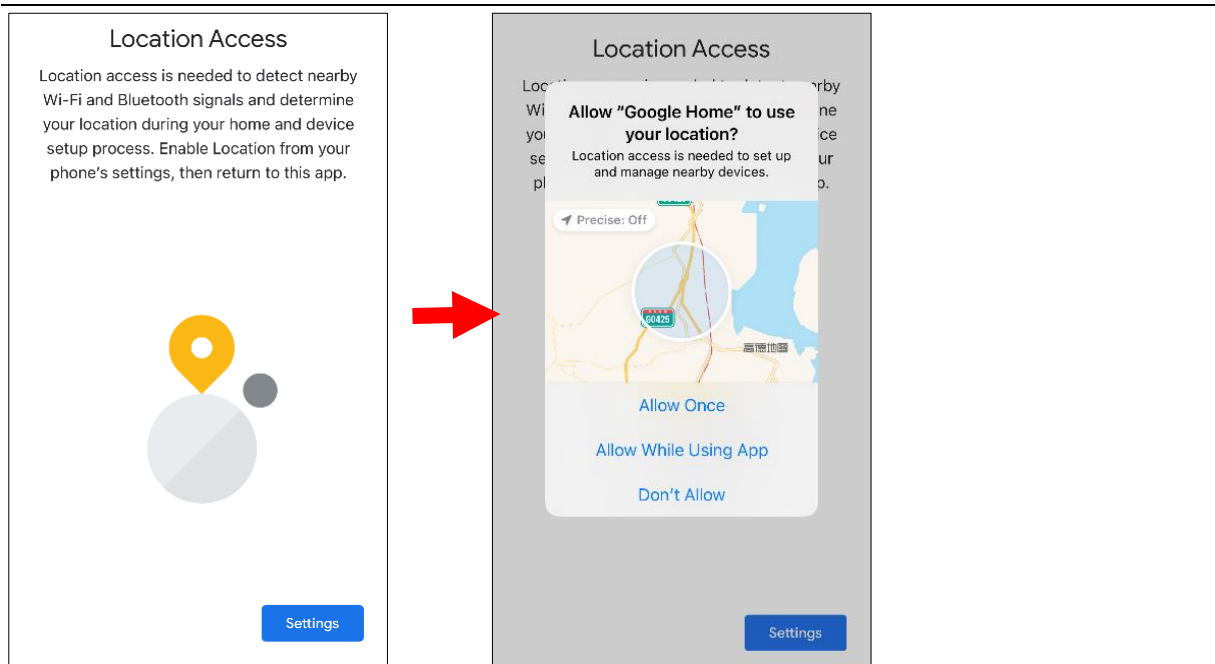 Location Access
Location access is needed to detect nearby
Wi-Fi and Bluetooth signals and determine
your location during your home and device
setup process. Enable Location from your
phone's settings, then return to this app.
Settings
Location Access
Allow "Google Home" to use
your location?
Location access is needed to set up
and manage nearby devices.
Precise: Off
G0425
高德地图
Allow Once
Allow While Using App
Don't Allow
Settings